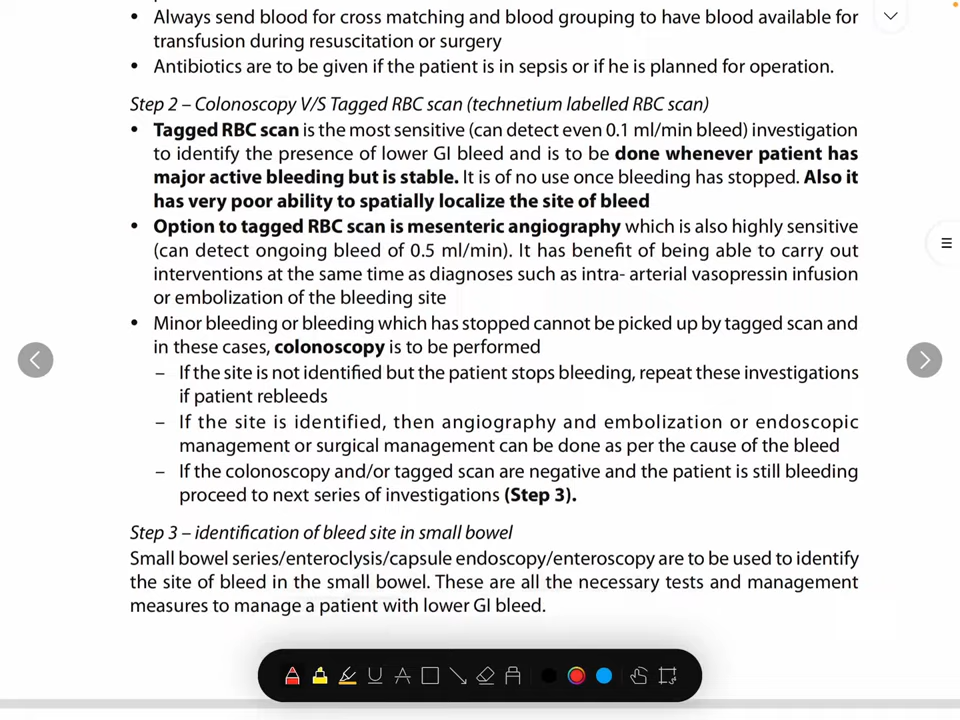 • Always send blood for cross matching and blood grouping to have blood available for
transfusion during resuscitation or surgery
• Antibiotics are to be given if the patient is in sepsis or if he is planned for operation.
Step 2 – Colonoscopy V/S Tagged RBC scan (technetium labelled RBC scan)
• Tagged RBC scan is the most sensitive (can detect even 0.1 ml/min bleed) investigation
to identify the presence of lower GI bleed and is to be done whenever patient has
major active bleeding but is stable. It is of no use once bleeding has stopped. Also it
has very poor ability to spatially localize the site of bleed
• Option to tagged RBC scan is mesenteric angiography which is also highly sensitive
(can detect ongoing bleed of 0.5 ml/min). It has benefit of being able to carry out
interventions at the same time as diagnoses such as intra- arterial vasopressin infusion
or embolization of the bleeding site
• Minor bleeding or bleeding which has stopped cannot be picked up by tagged scan and
in these cases, colonoscopy is to be performed
– If the site is not identified but the patient stops bleeding, repeat these investigations
if patient rebleeds
– If the site is identified, then angiography and embolization or endoscopic
management or surgical management can be done as per the cause of the bleed
– If the colonoscopy and/or tagged scan are negative and the patient is still bleeding
proceed to next series of investigations (Step 3).
Step 3 – identification of bleed site in small bowel
Small bowel series/enteroclysis/capsule endoscopy/enteroscopy are to be used to identify
the site of bleed in the small bowel. These are all the necessary tests and management
measures to manage a patient with lower GI bleed.